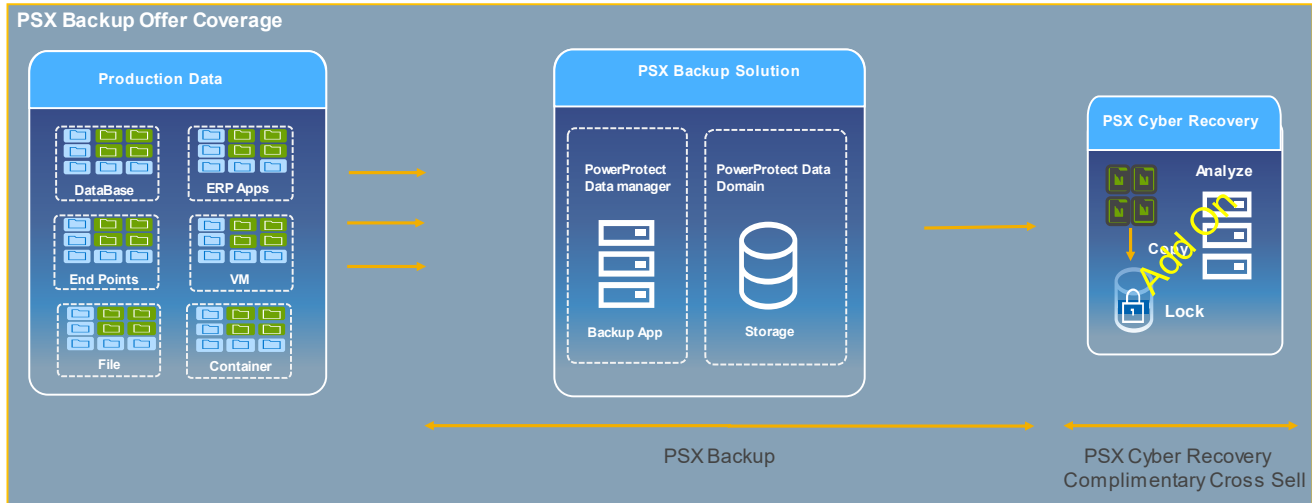 PSX Backup Offer Coverage
Production Data
DataBase
ERP Apps
End Points
VM
File
Container
PSX Backup Solution
PowerProtect
Data manager
Backup App
PowerProtect Data
Domain
Storage
PSX Cyber Recovery
Analyze
Copy
Add On
Lock
PSX Backup
PSX Cyber Recovery
Complimentary Cross Sell